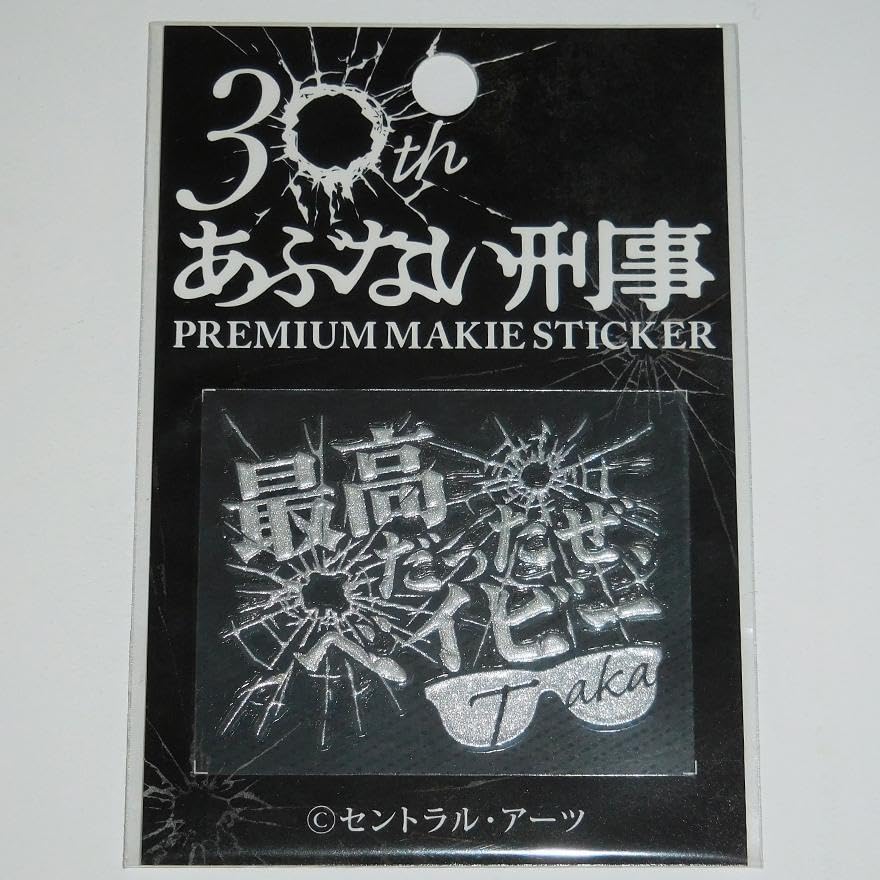 30th
あぶない刑事
PREMIUM MAKIE STICKER
最高
だったぜ、
ベイビー
Taka
©セントラル・アーツ